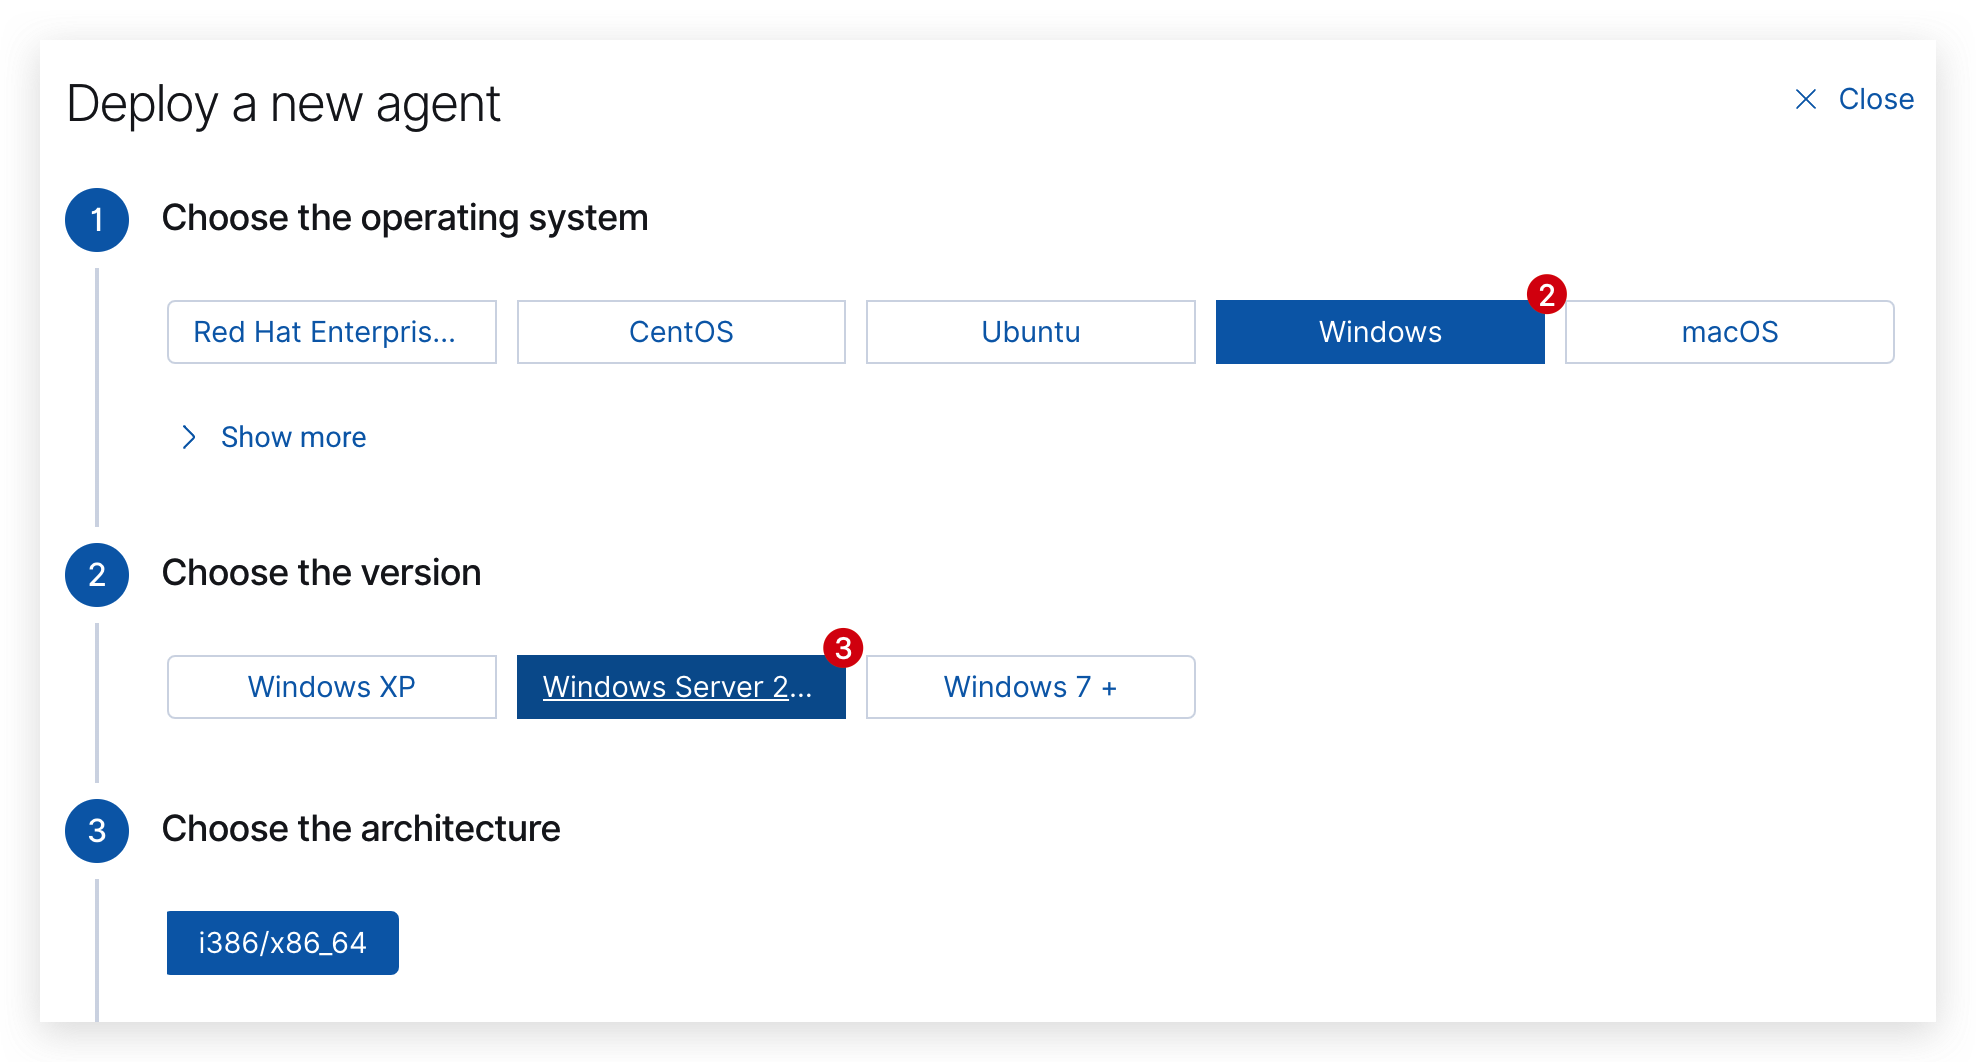 Deploy a new agent
Close
1 Choose the operating system
2
Red Hat Enterpris... CentOS Ubuntu Windows macOS
Show more
2 Choose the version
3
Windows XP Windows Server 2... Windows 7 +
3 Choose the architecture
i386/x86_64